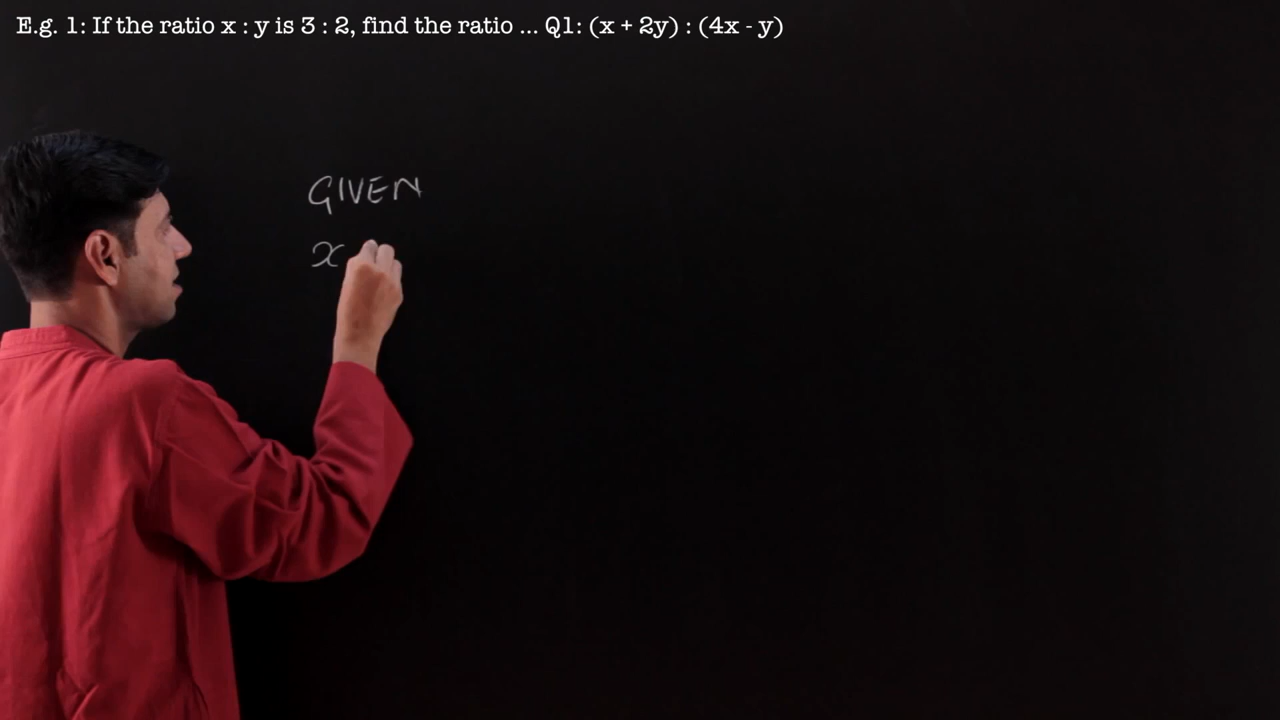 E.g. 1: If the ratio x : y is 3 : 2, find the ratio ... Q1: (x + 2y) : (4x - y)
GIVEN
x